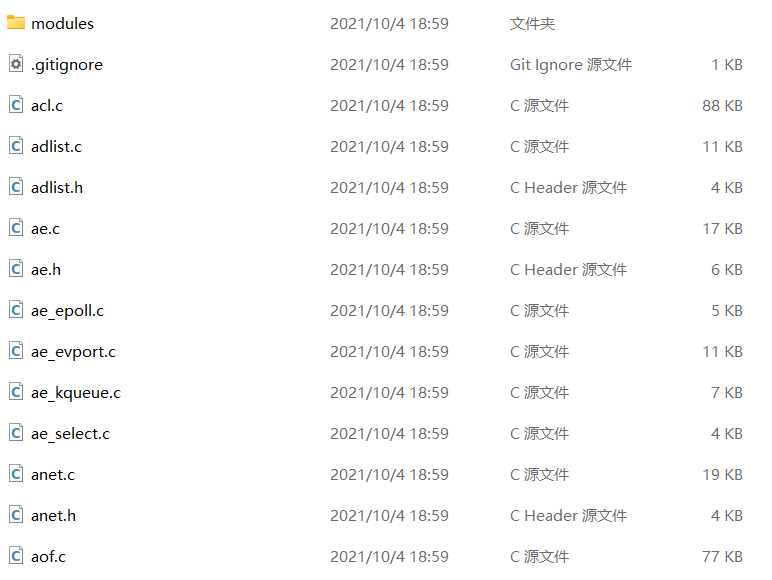 modules 2021/10/4 18:59 文件夹
.gitignore 2021/10/4 18:59 Git Ignore 源文件 1 KB
acl.c 2021/10/4 18:59 C 源文件 88 KB
adlist.c 2021/10/4 18:59 C 源文件 11 KB
adlist.h 2021/10/4 18:59 C Header 源文件 4 KB
ae.c 2021/10/4 18:59 C 源文件 17 KB
ae.h 2021/10/4 18:59 C Header 源文件 6 KB
ae_epoll.c 2021/10/4 18:59 C 源文件 5 KB
ae_evport.c 2021/10/4 18:59 C 源文件 11 KB
ae_kqueue.c 2021/10/4 18:59 C 源文件 7 KB
ae_select.c 2021/10/4 18:59 C 源文件 4 KB
anet.c 2021/10/4 18:59 C 源文件 19 KB
anet.h 2021/10/4 18:59 C Header 源文件 4 KB
aof.c 2021/10/4 18:59 C 源文件 77 KB